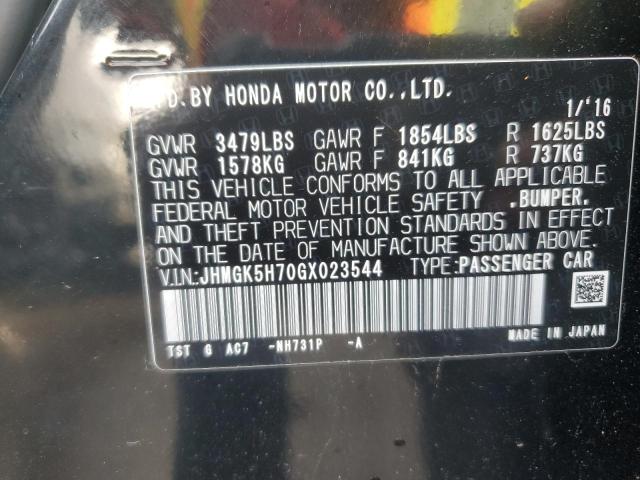 FD.BY HONDA MOTOR CO.,LTD.
1/'16
GVWR 3479LBS GAWR F 1854LBS R 1625LBS
GVWR 1578KG GAWR F 841KG R 737KG
THIS VEHICLE CONFORMS TO ALL APPLICABLE
FEDERAL MOTOR VEHICLE SAFETY .BUMPER.
AND THEFT PREVENTION STANDARDS IN EFFECT
ON THE DATE OF MANUFACTURE SHOWN ABOVE.
V.I.N:JHMGK5H70GX023544 TYPE:PASSENGER CAR
TST G AC7 -NH731P -A
MADE IN JAPAN